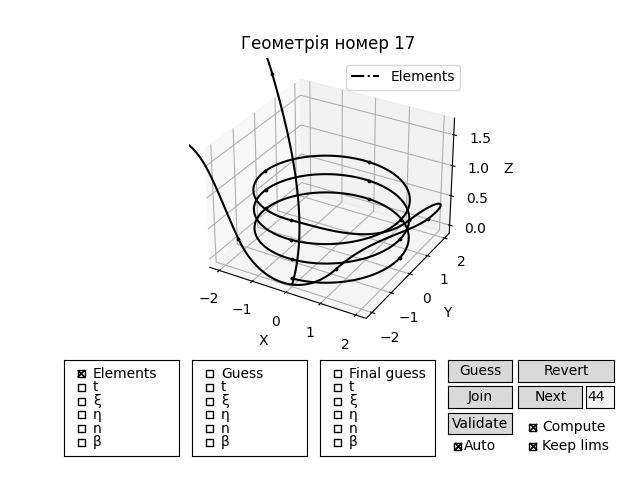 Геометрія номер 17
Elements
1.5
1.0
0.5
0.0
Z
−2
−1
0
1
2
X
−2
−1
0
1
2
Y
Elements
t
ξ
η
n
β
Guess
t
ξ
η
n
β
Final guess
t
ξ
η
n
β
Guess
Revert
Join
Next
44
Validate
Compute
Auto
Keep lims